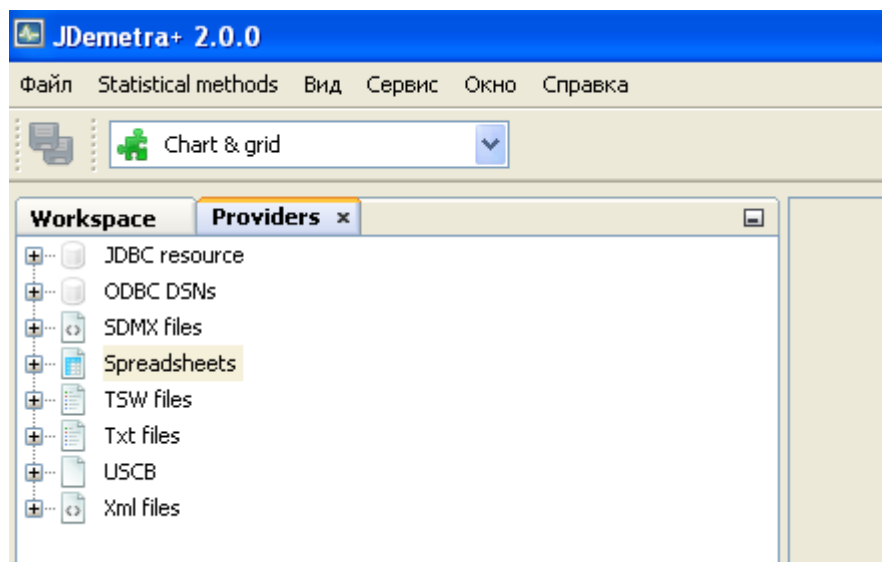 JDemetra+ 2.0.0
Файл Statistical methods Вид Сервис Окно Справка
Chart & grid
Workspace Providers ×
JDBC resource
ODBC DSNs
SDMX files
Spreadsheets
TSW files
Txt files
USCB
Xml files